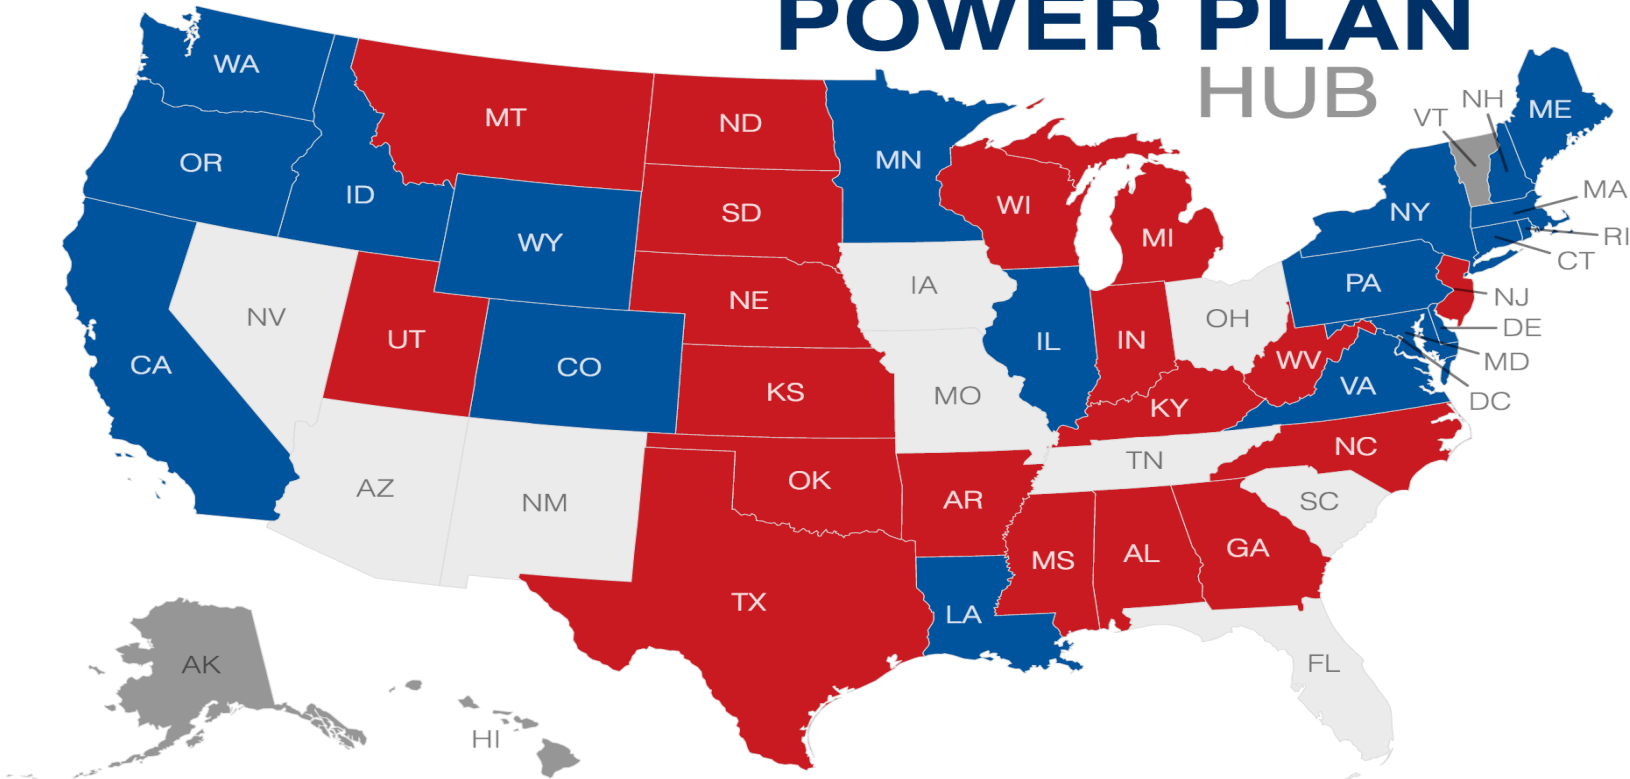 POWER PLAN
HUB
WA
MT
ND
MN
OR
ID
WY
SD
WI
MI
VT
NH
ME
NY
MA
RI
CT
PA
NJ
DE
MD
DC
NV
UT
CA
CO
NE
IA
IL
IN
OH
WV
VA
KS
MO
KY
NC
AZ
NM
OK
AR
TN
SC
TX
LA
MS
AL
GA
FL
AK
HI